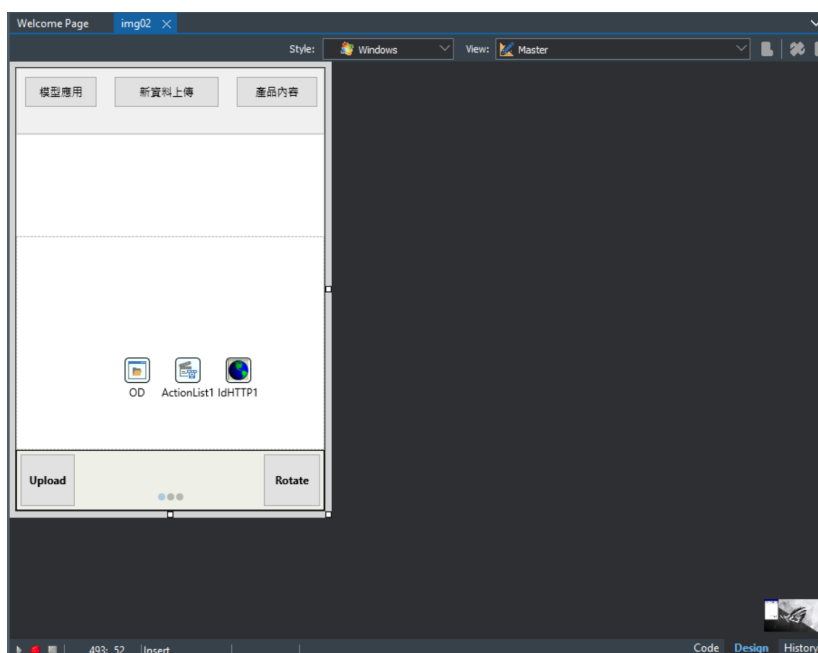 Welcome Page img02
Style: Windows View: Master
模型應用 新資料上傳 產品內容
OD ActionList1 IdHTTP1
Upload Rotate
493: 52 Insert Code Design History